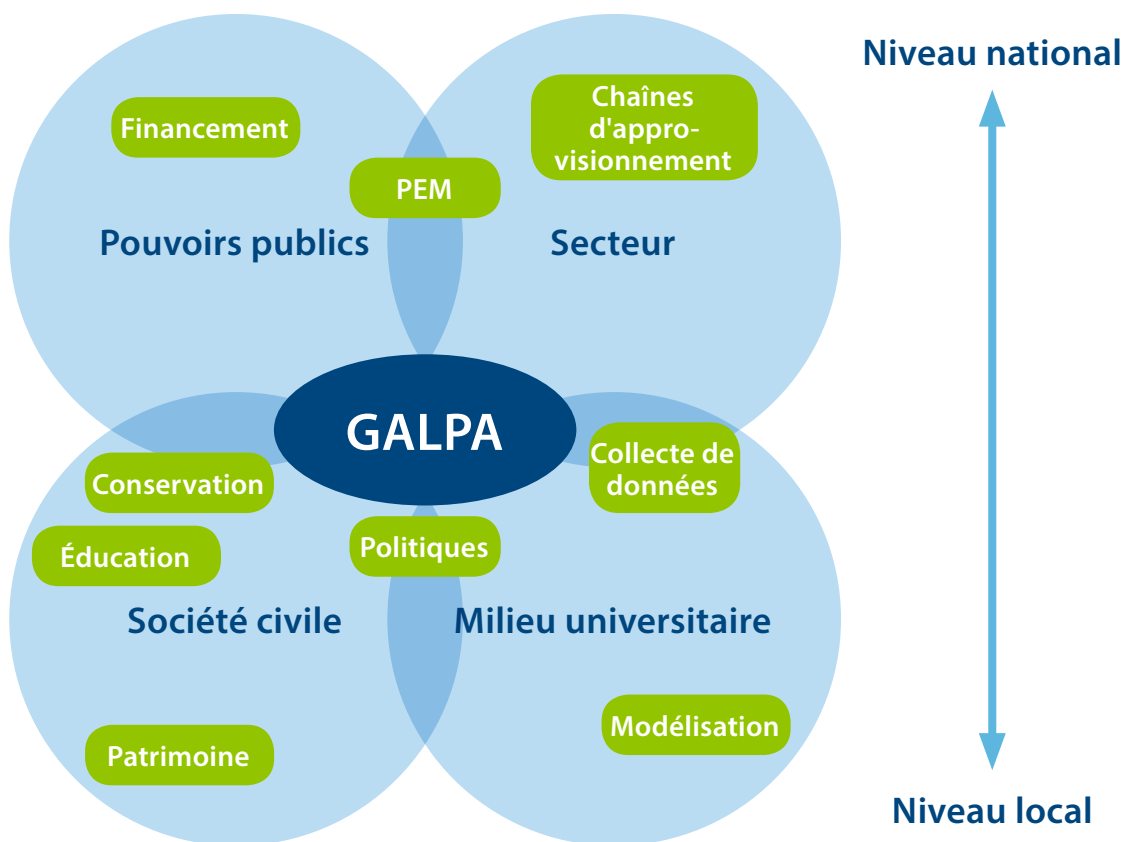 Niveau national
Financement
Chaînes
d'appro-
visionnement
PEM
Pouvoirs publics
Secteur
GALPA
Conservation
Collecte de
données
Éducation
Politiques
Société civile
Milieu universitaire
Patrimoine
Modélisation
Niveau local